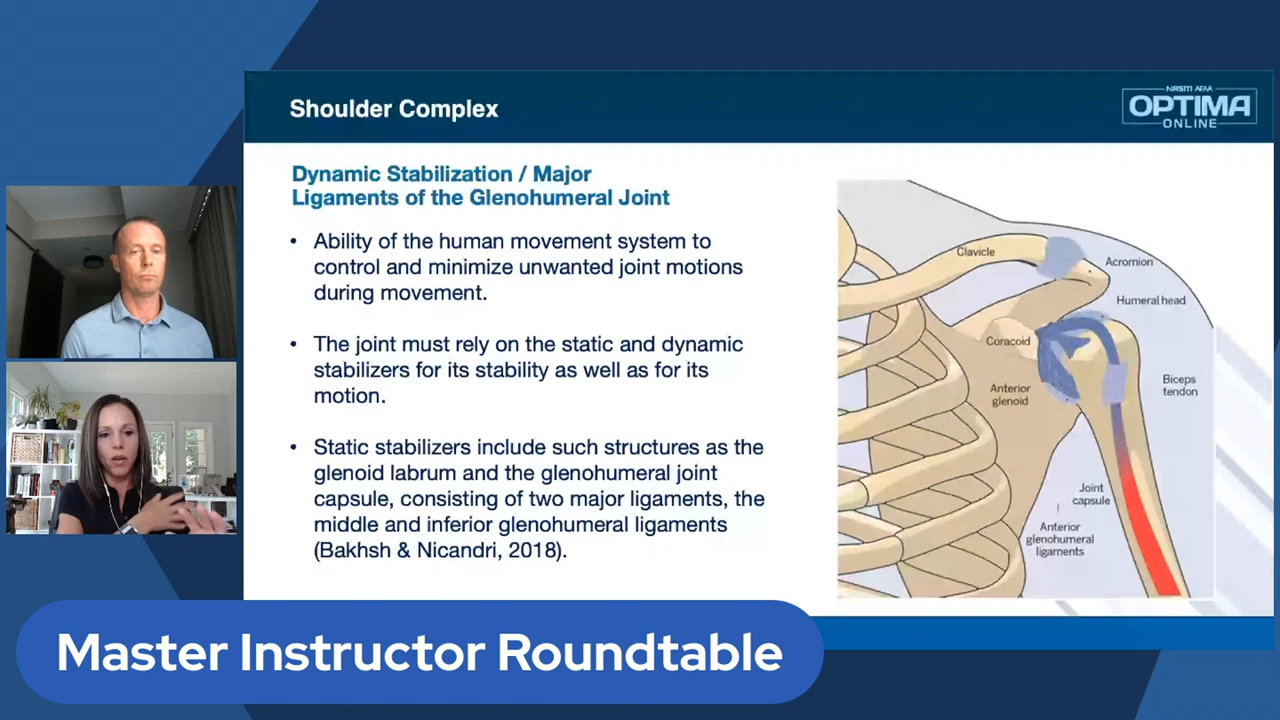 Shoulder Complex
OPTIMA
ONLINE
Dynamic Stabilization / Major
Ligaments of the Glenohumeral Joint
• Ability of the human movement system to
control and minimize unwanted joint motions
during movement.
• The joint must rely on the static and dynamic
stabilizers for its stability as well as for its
motion.
• Static stabilizers include such structures as the
glenoid labrum and the glenohumeral joint
capsule, consisting of two major ligaments, the
middle and inferior glenohumeral ligaments
(Bakhsh & Nicandri, 2018).
Clavicle
Acromion
Humeral head
Coracoid
Anterior
glenoid
Biceps
tendon
Joint
capsule
Anterior
glenohumeral
ligaments
Master Instructor Roundtable